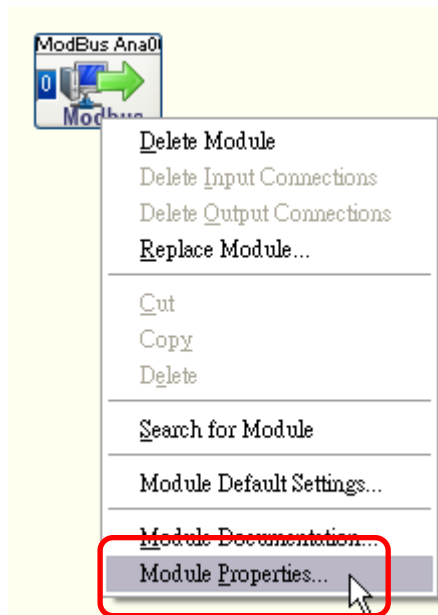 ModBus Ana0
0
Modbus
Delete Module
Delete Input Connections
Delete Output Connections
Replace Module...
Cut
Copy
Delete
Search for Module
Module Default Settings...
Module Documentation...
Module Properties...